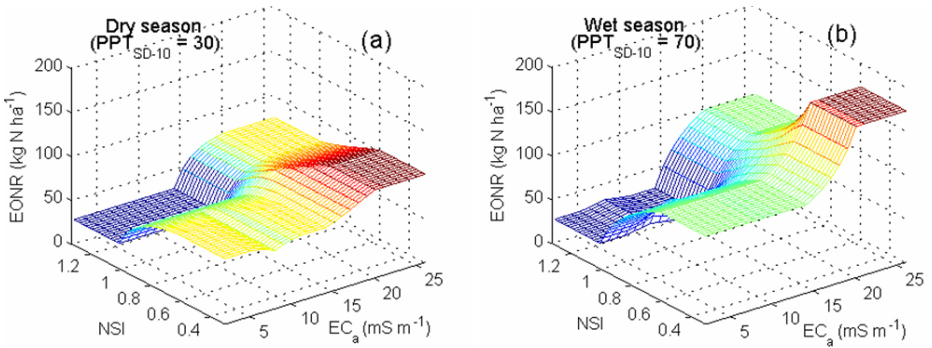 Dry season
(PPT SD-10 = 30)
(a)
EONR (kg N ha-1)
200
150
100
50
0
1.2
1
0.8
0.6
0.4
NSI
5
10
15
20
25
ECa (mS m-1)
Wet season
(PPT SD-10 = 70)
(b)
EONR (kg N ha-1)
200
150
100
50
0
1.2
1
0.8
0.6
0.4
NSI
5
10
15
20
25
ECa (mS m-1)